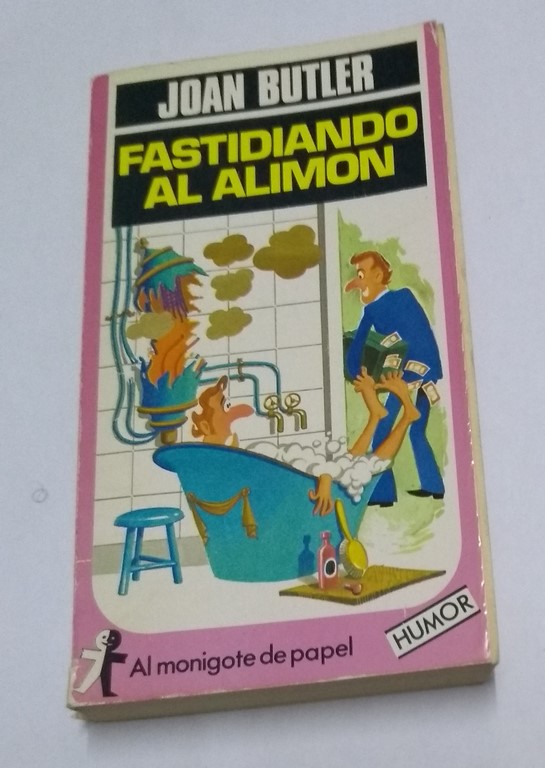 JOAN BUTLER
FASTIDIANDO
AL ALIMON
Al monigote de papel
HUMOR